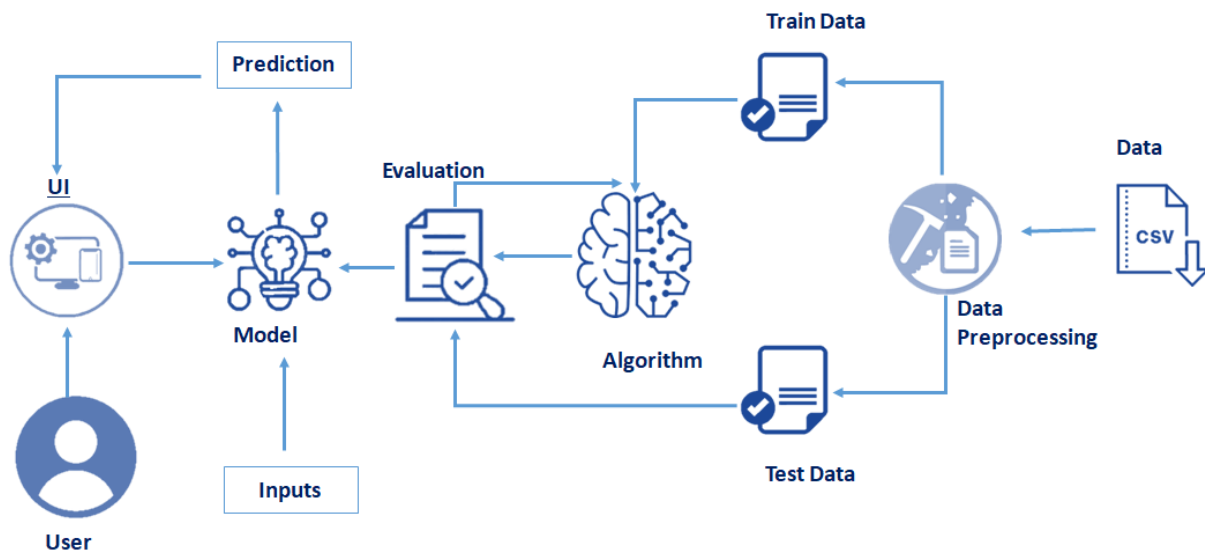 Train Data
Prediction
Data
Evaluation
UI
CSV
Data
Preprocessing
Model
Algorithm
Test Data
Inputs
User